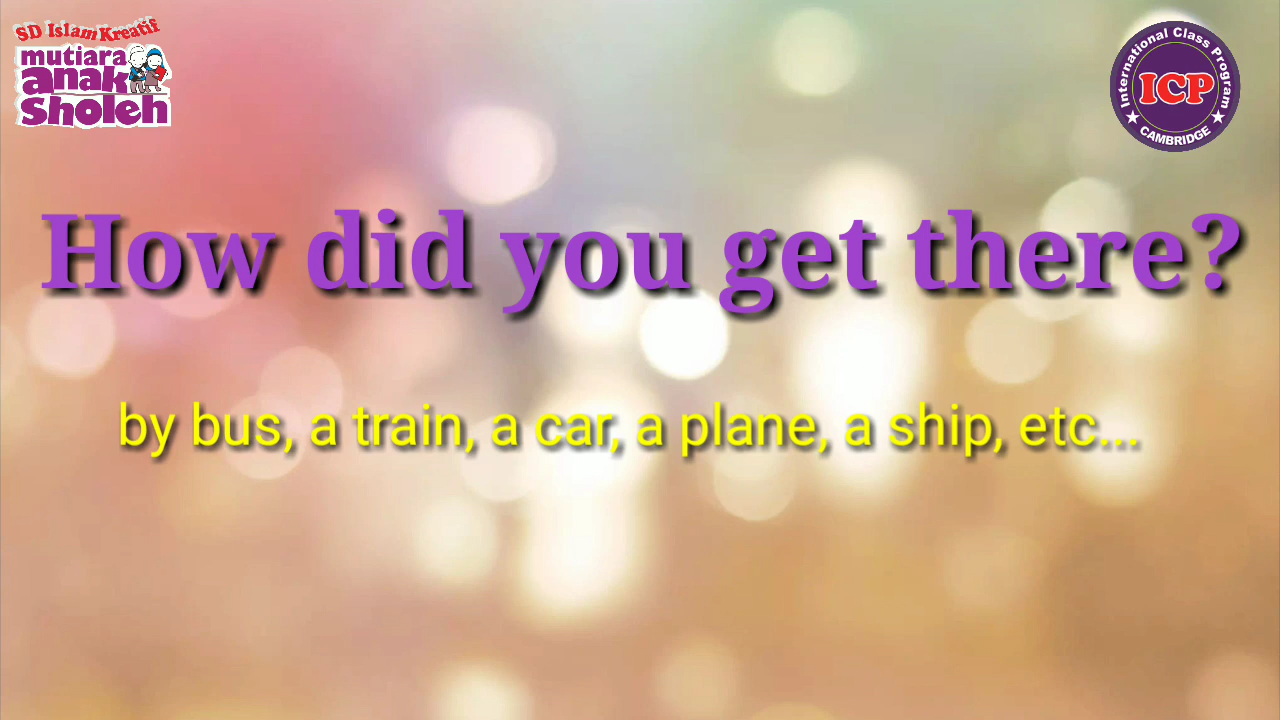 SD Islam Kreatif
mutiara
anak
Sholeh
International Class Program
ICP
CAMBRIDGE
How did you get there?
by bus, a train, a car, a plane, a ship, etc...